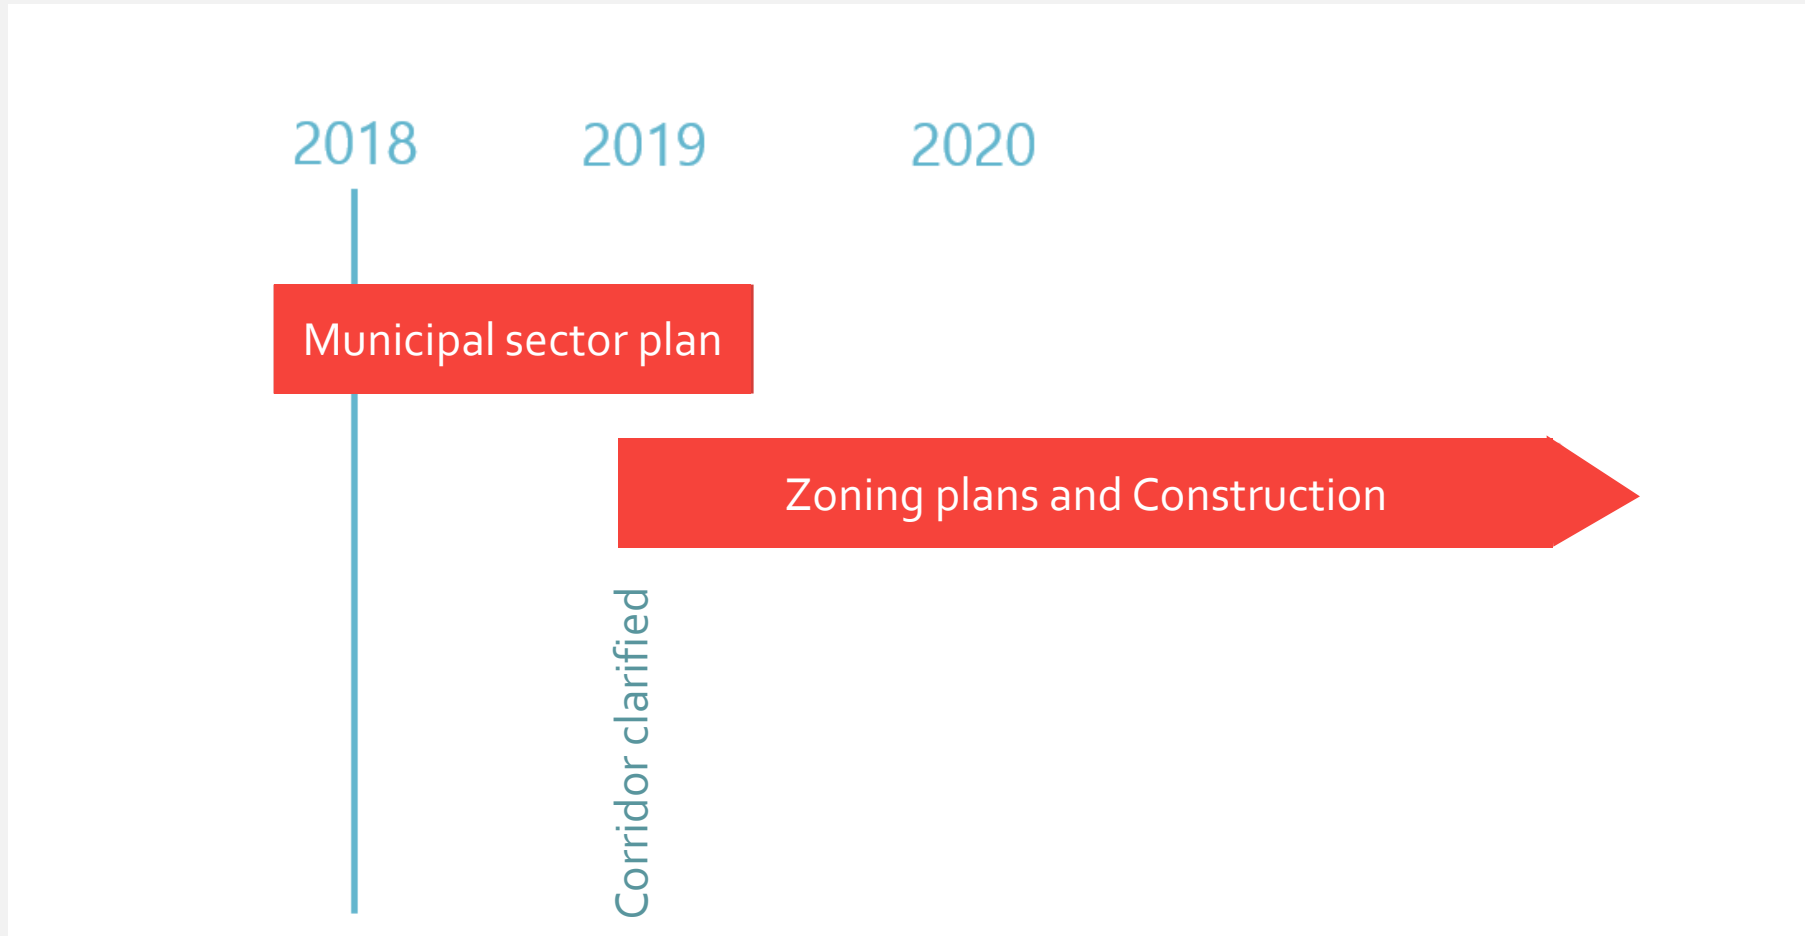 2018 2019 2020
Municipal sector plan
Zoning plans and Construction
Corridor clarified